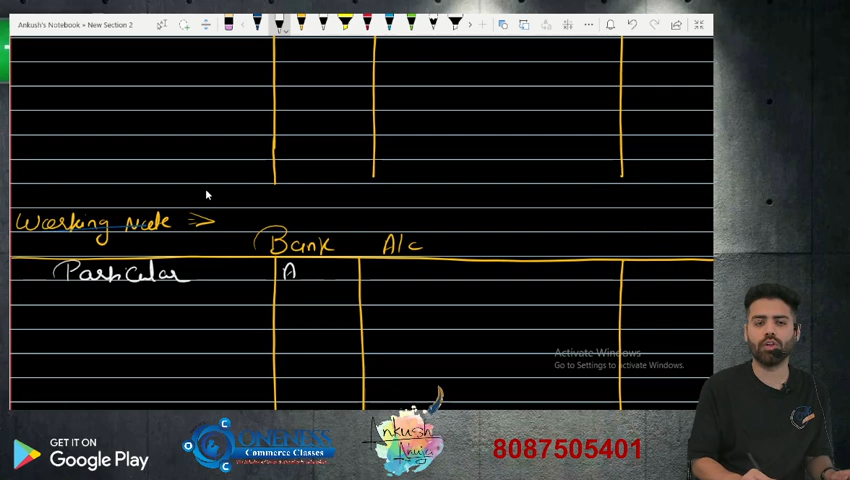 Ankush's Notebook • New Section 2
Working Note =>
Bank A/c
Particular A
Activate Windows
Go to Settings to activate Windows.
GET IT ON
Google Play
ONENESS
Commerce Classes
Ankush
Ahuja
8087505401